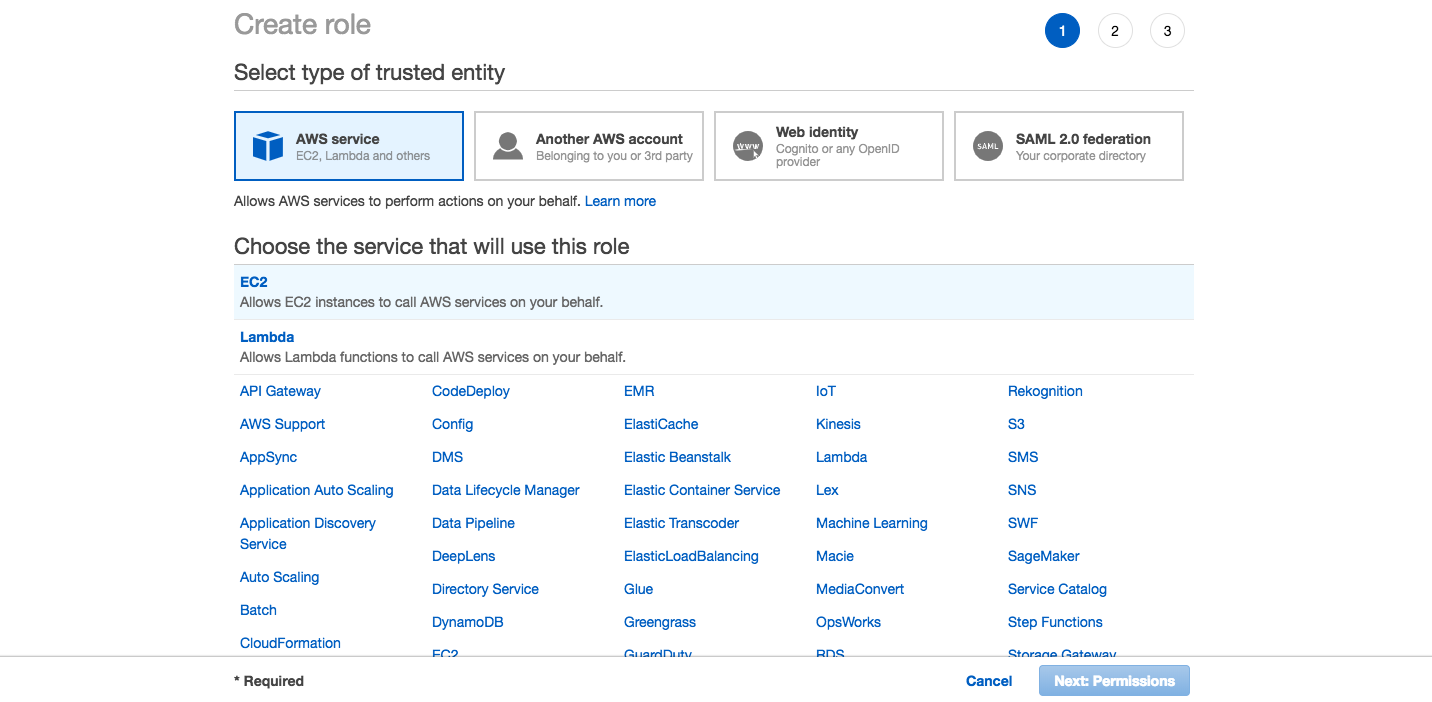 Create role
1
2
3
Select type of trusted entity
AWS service
EC2, Lambda and others
Another AWS account
Belonging to you or 3rd party
www
Web identity
Cognito or any OpenID
provider
SAML
SAML 2.0 federation
Your corporate directory
Allows AWS services to perform actions on your behalf. Learn more
Choose the service that will use this role
EC2
Allows EC2 instances to call AWS services on your behalf.
Lambda
Allows Lambda functions to call AWS services on your behalf.
API Gateway
AWS Support
AppSync
Application Auto Scaling
Application Discovery
Service
Auto Scaling
Batch
CloudFormation
CodeDeploy
Config
DMS
Data Lifecycle Manager
Data Pipeline
DeepLens
Directory Service
DynamoDB
EC2
EMR
ElastiCache
Elastic Beanstalk
Elastic Container Service
Elastic Transcoder
ElasticLoadBalancing
Glue
Greengrass
GuardDuty
IoT
Kinesis
Lambda
Lex
Machine Learning
Macie
MediaConvert
OpsWorks
RDS
Rekognition
S3
SMS
SNS
SWF
SageMaker
Service Catalog
Step Functions
Storage Gateway
* Required
Cancel
Next: Permissions